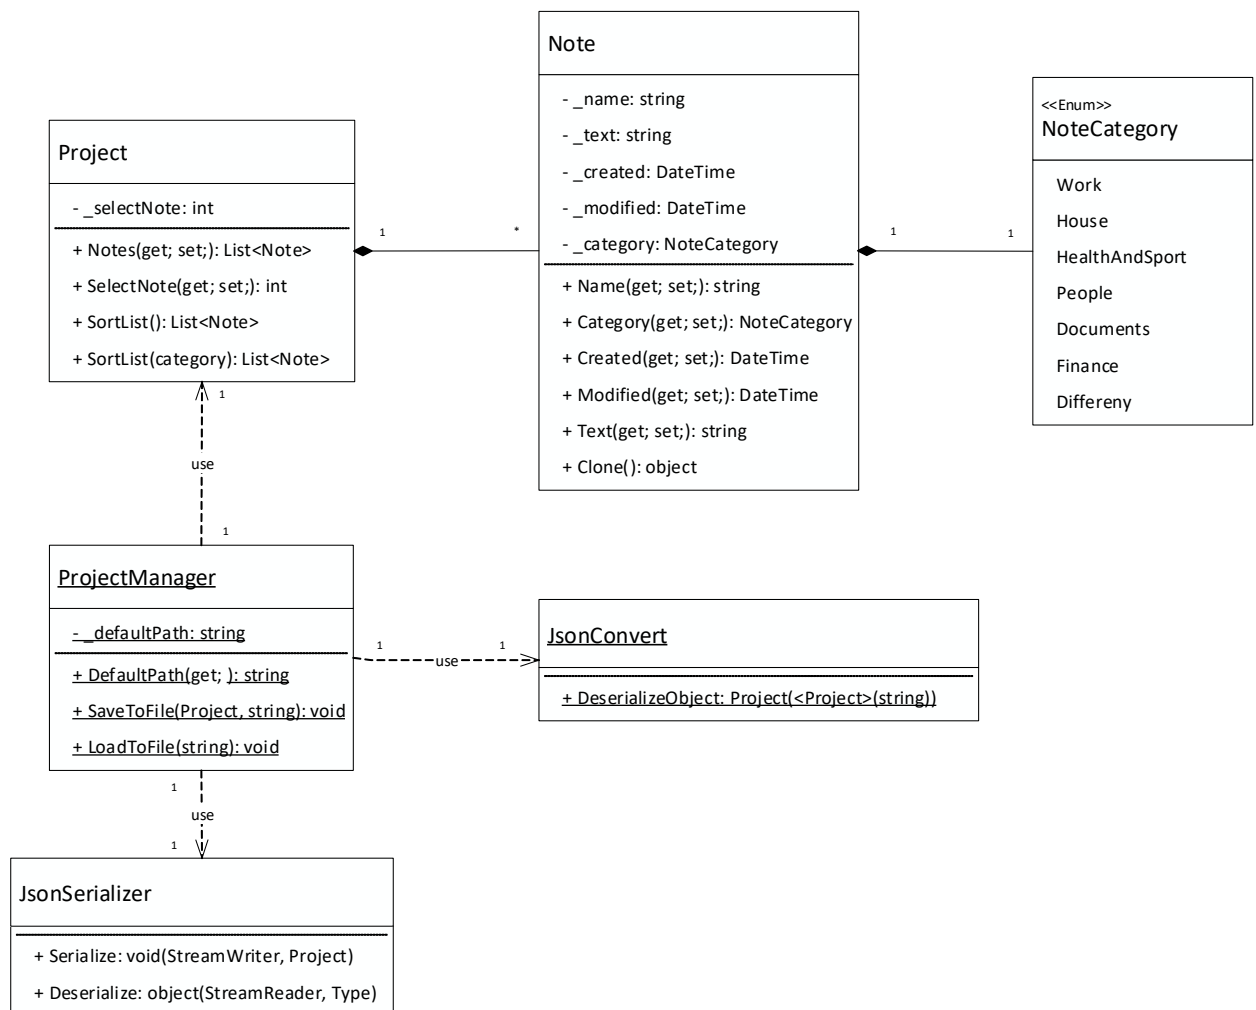 Project
- _selectNote: int
+ Notes(get; set;): List<Note>
+ SelectNote(get; set;): int
+ SortList(): List<Note>
+ SortList(category): List<Note>
1
*
Note
- _name: string
- _text: string
- _created: DateTime
- _modified: DateTime
- _category: NoteCategory
+ Name(get; set;): string
+ Category(get; set;): NoteCategory
+ Created(get; set;): DateTime
+ Modified(get; set;): DateTime
+ Text(get; set;): string
+ Clone(): object
1
1
<<Enum>>
NoteCategory
Work
House
HealthAndSport
People
Documents
Finance
Differeny
1
use
1
ProjectManager
- _defaultPath: string
+ DefaultPath(get; ): string
+ SaveToFile(Project, string): void
+ LoadToFile(string): void
1
use
1
JsonConvert
+ DeserializeObject: Project(<Project>(string))
1
use
1
JsonSerializer
+ Serialize: void(StreamWriter, Project)
+ Deserialize: object(StreamReader, Type)